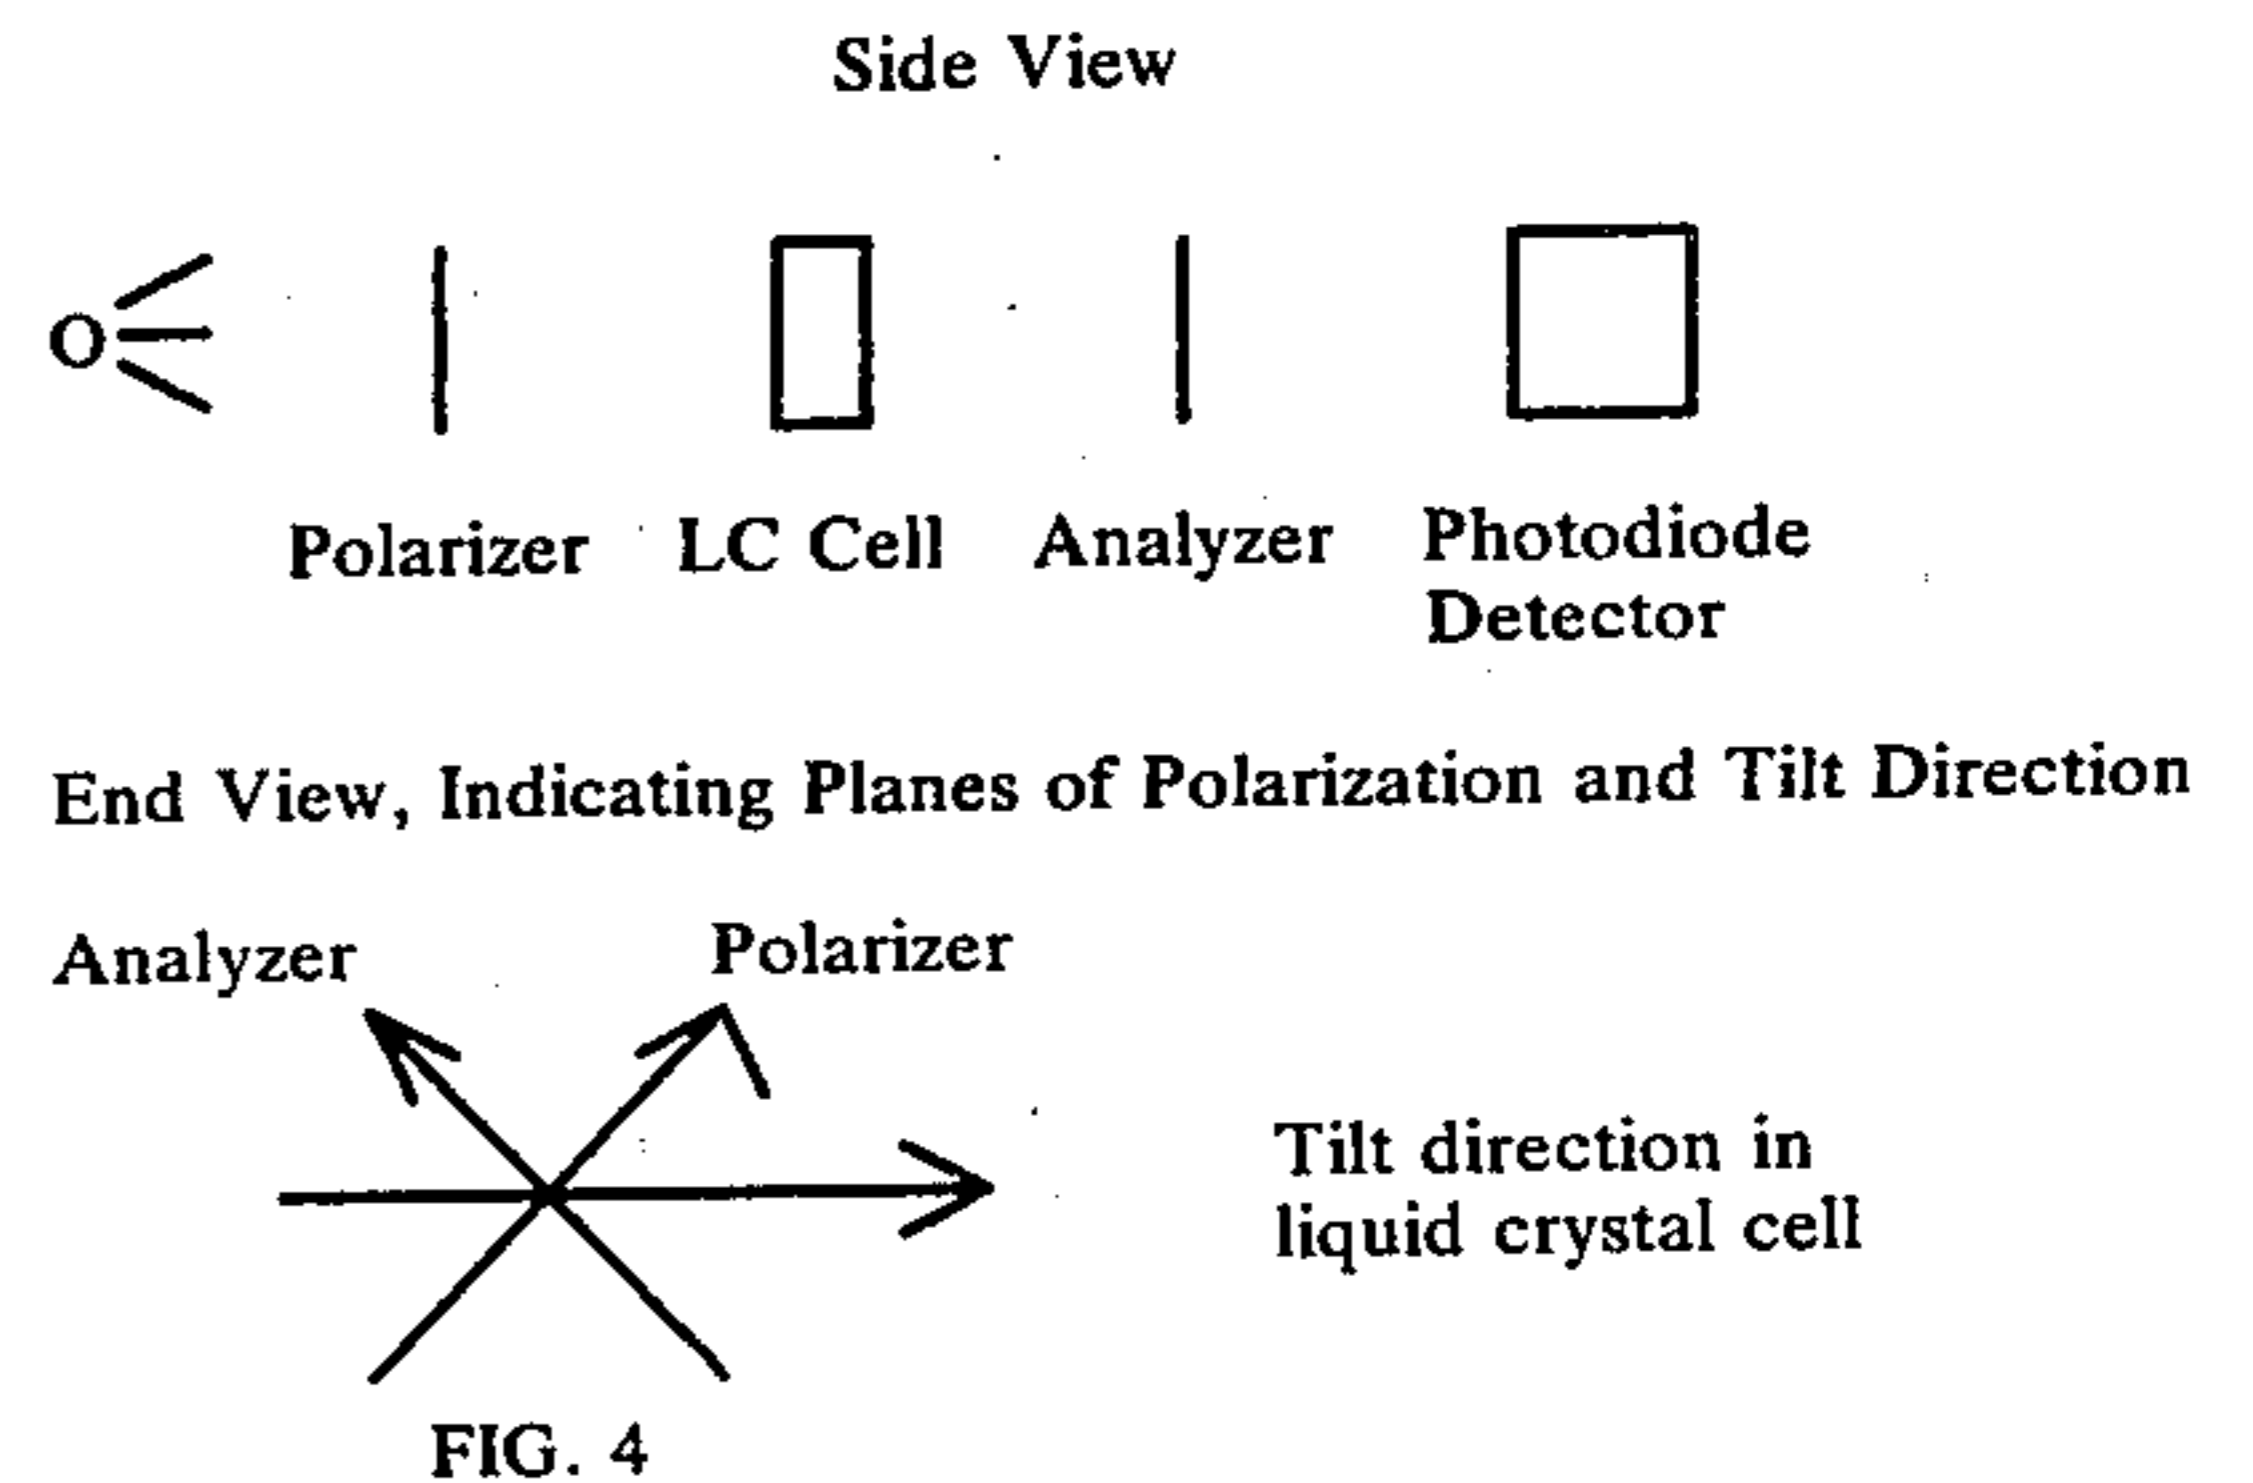 Side View
Polarizer LC Cell Analyzer Photodiode
Detector
End View, Indicating Planes of Polarization and Tilt Direction
Analyzer Polarizer
Tilt direction in
liquid crystal cell
FIG. 4